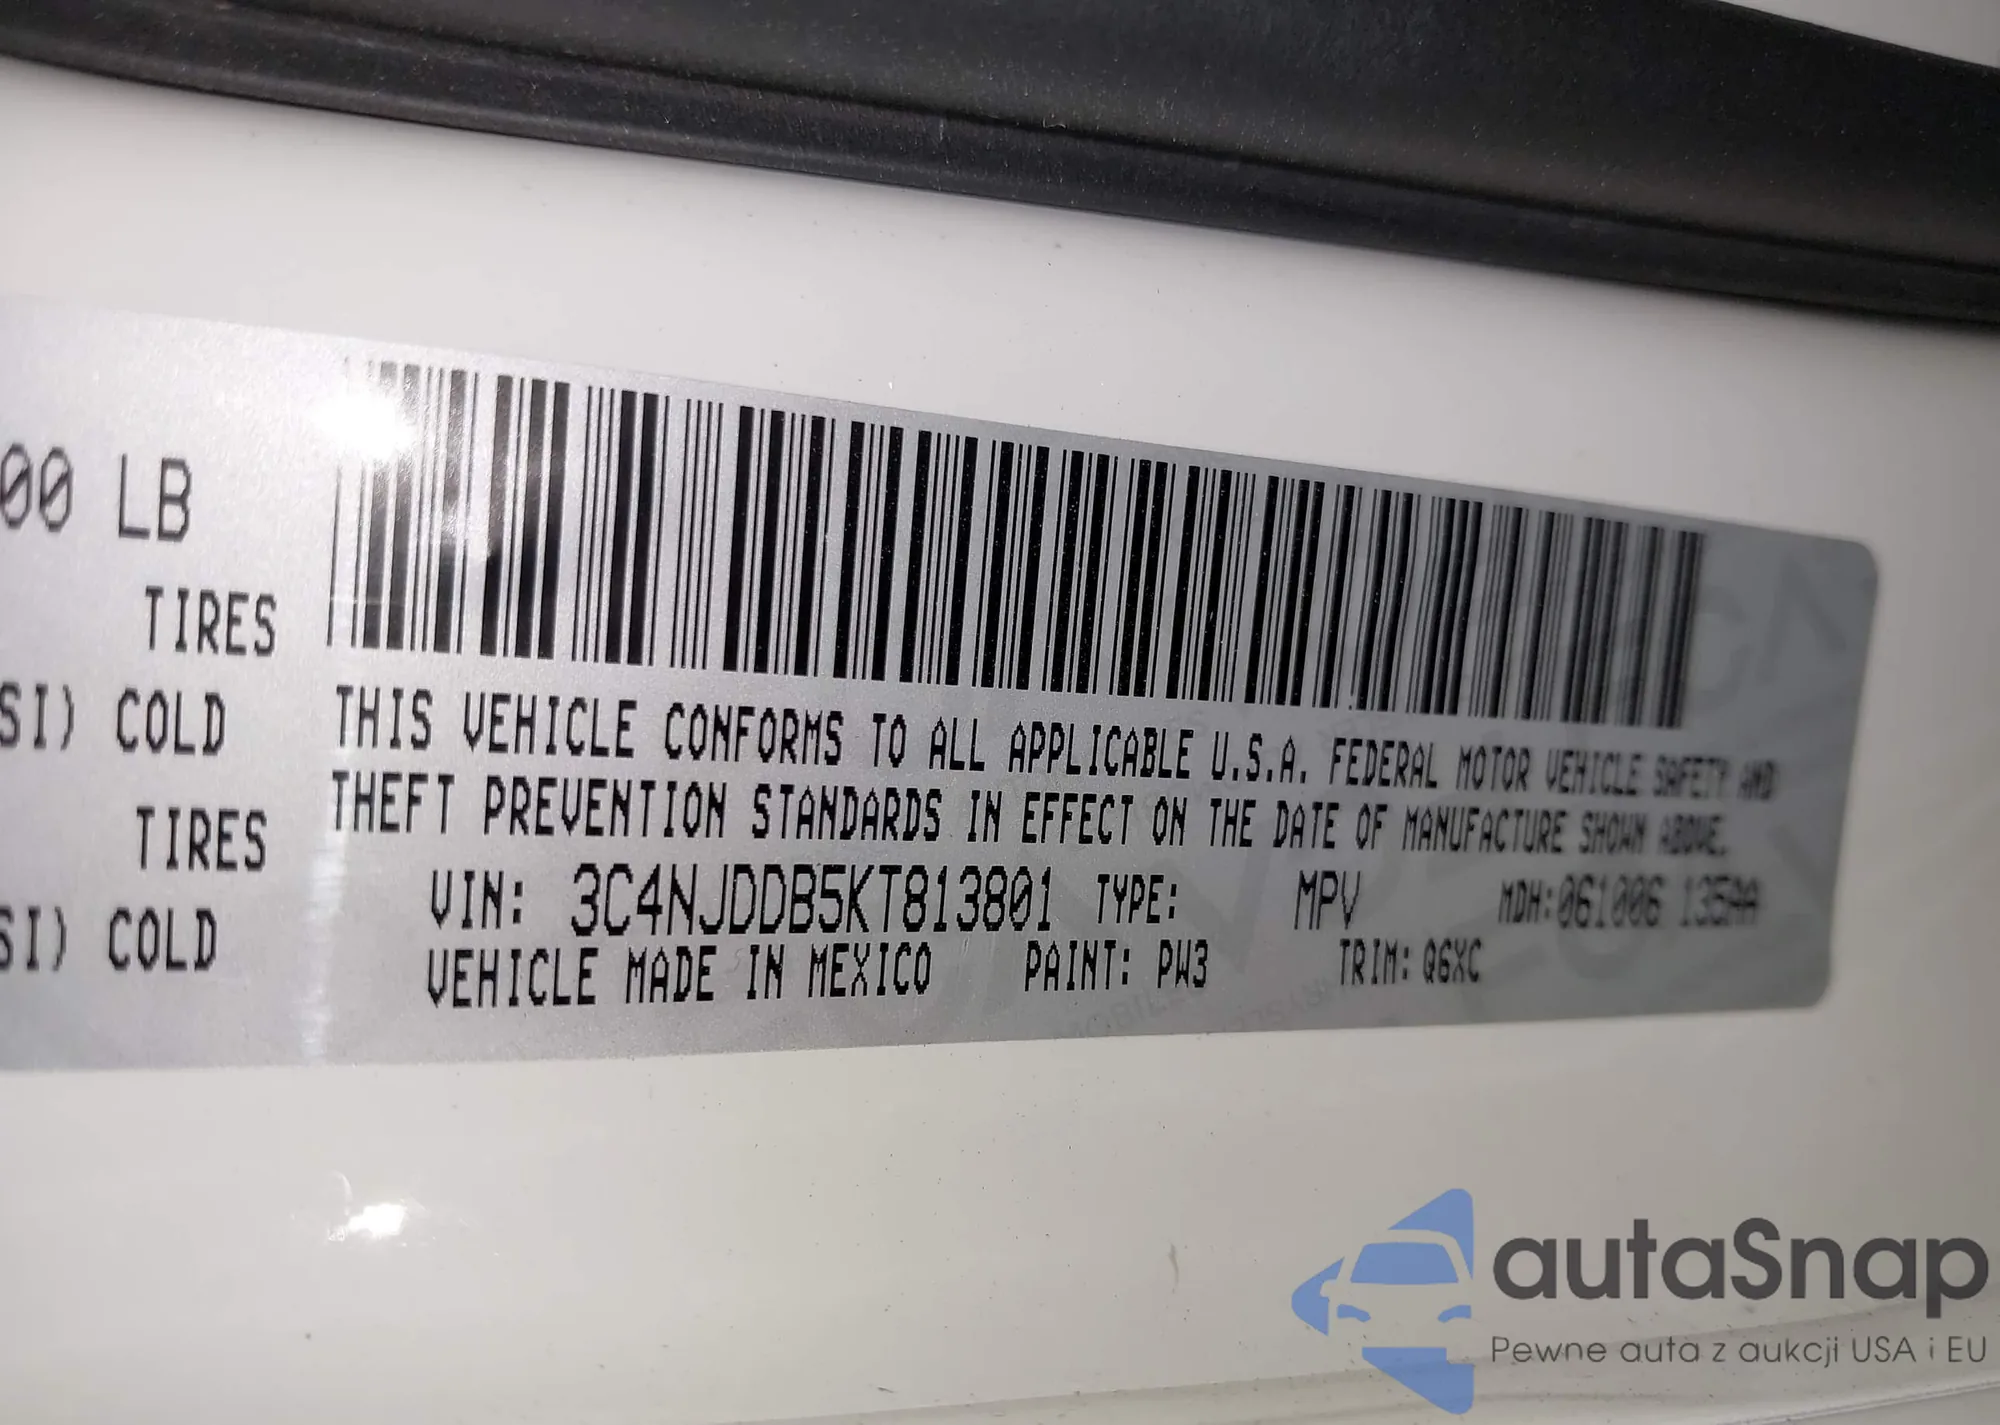 00 LB
TIRES
SI) COLD
TIRES
SI) COLD
THIS VEHICLE CONFORMS TO ALL APPLICABLE U.S.A. FEDERAL MOTOR VEHICLE SAFETY AND
THEFT PREVENTION STANDARDS IN EFFECT ON THE DATE OF MANUFACTURE SHOWN ABOVE.
VIN: 3C4NJDDB5KT813801 TYPE: MPV MDH:061006 135AA
VEHICLE MADE IN MEXICO PAINT: PW3 TRIM: Q6XC
autaSnap
Pewne auta z aukcji USA i EU